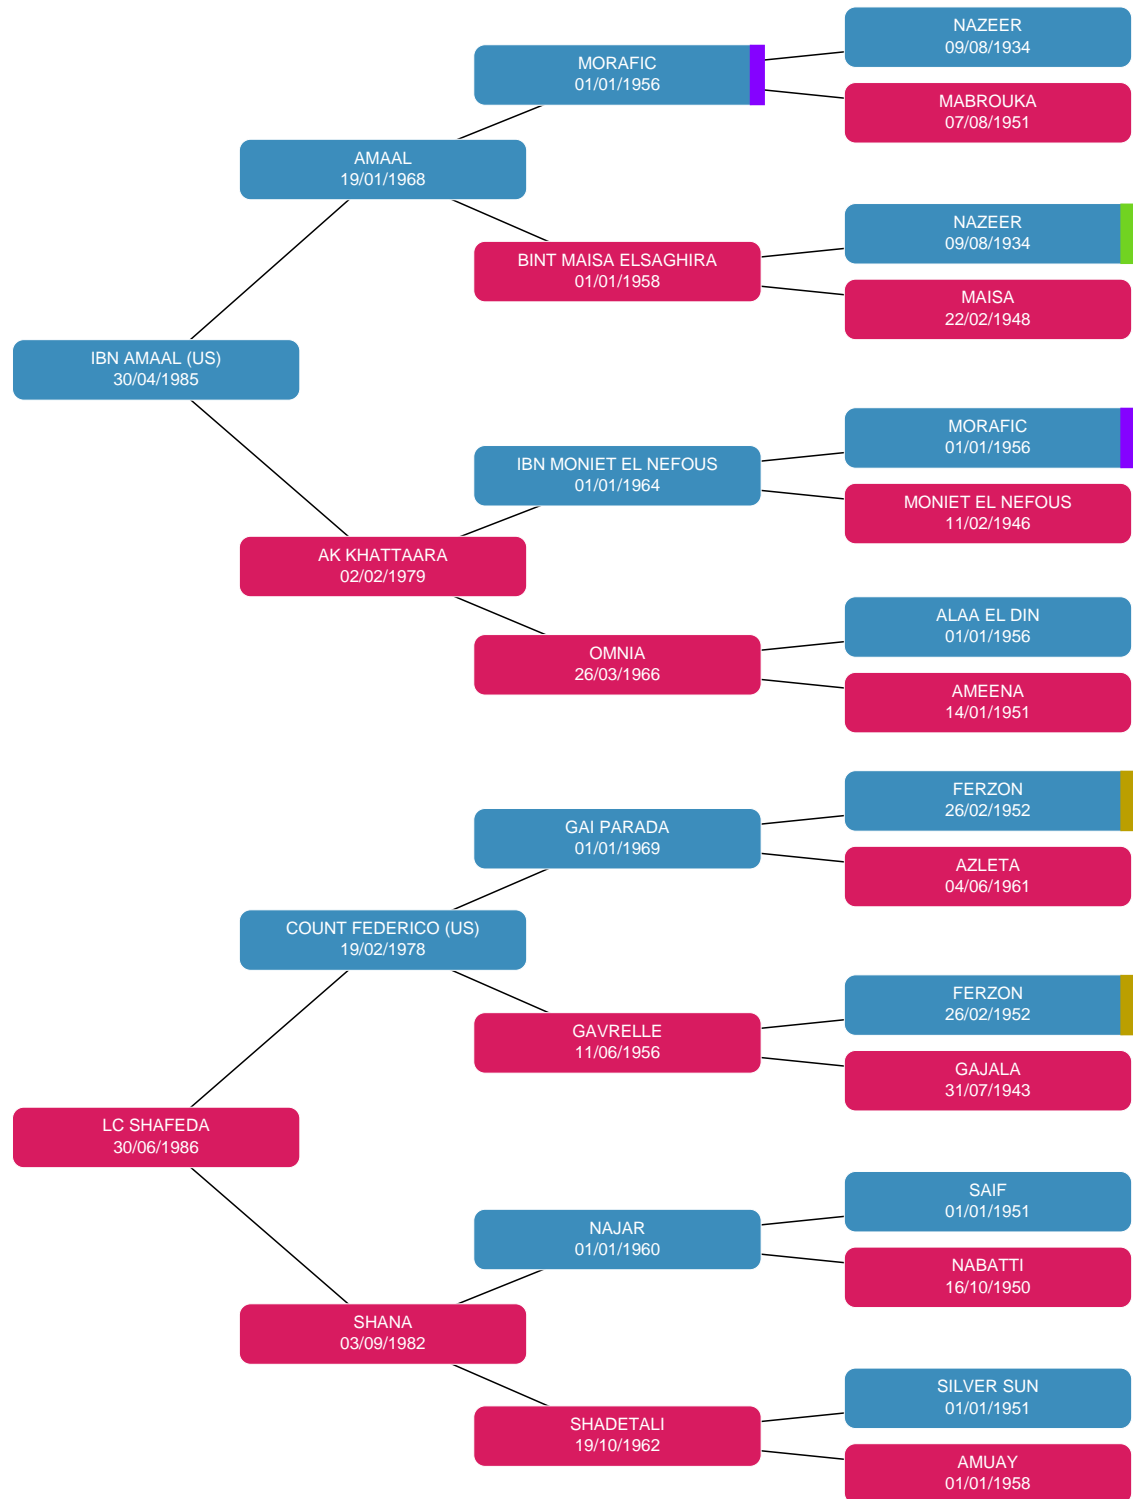 NAZEER
09/08/1934
MORAFIC
01/01/1956
MABROUKA
07/08/1951
AMAAL
19/01/1968
NAZEER
09/08/1934
BINT MAISA ELSAGHIRA
01/01/1958
MAISA
22/02/1948
IBN AMAAL (US)
30/04/1985
MORAFIC
01/01/1956
IBN MONIET EL NEFOUS
01/01/1964
MONIET EL NEFOUS
11/02/1946
AK KHATTAARA
02/02/1979
ALAA EL DIN
01/01/1956
OMNIA
26/03/1966
AMEENA
14/01/1951
FERZON
26/02/1952
GAI PARADA
01/01/1969
AZLETA
04/06/1961
COUNT FEDERICO (US)
19/02/1978
FERZON
26/02/1952
GAVRELLE
11/06/1956
GAJALA
31/07/1943
LC SHAFEDA
30/06/1986
SAIF
01/01/1951
NAJAR
01/01/1960
NABATTI
16/10/1950
SHANA
03/09/1982
SILVER SUN
01/01/1951
SHADETALI
19/10/1962
AMUAY
01/01/1958